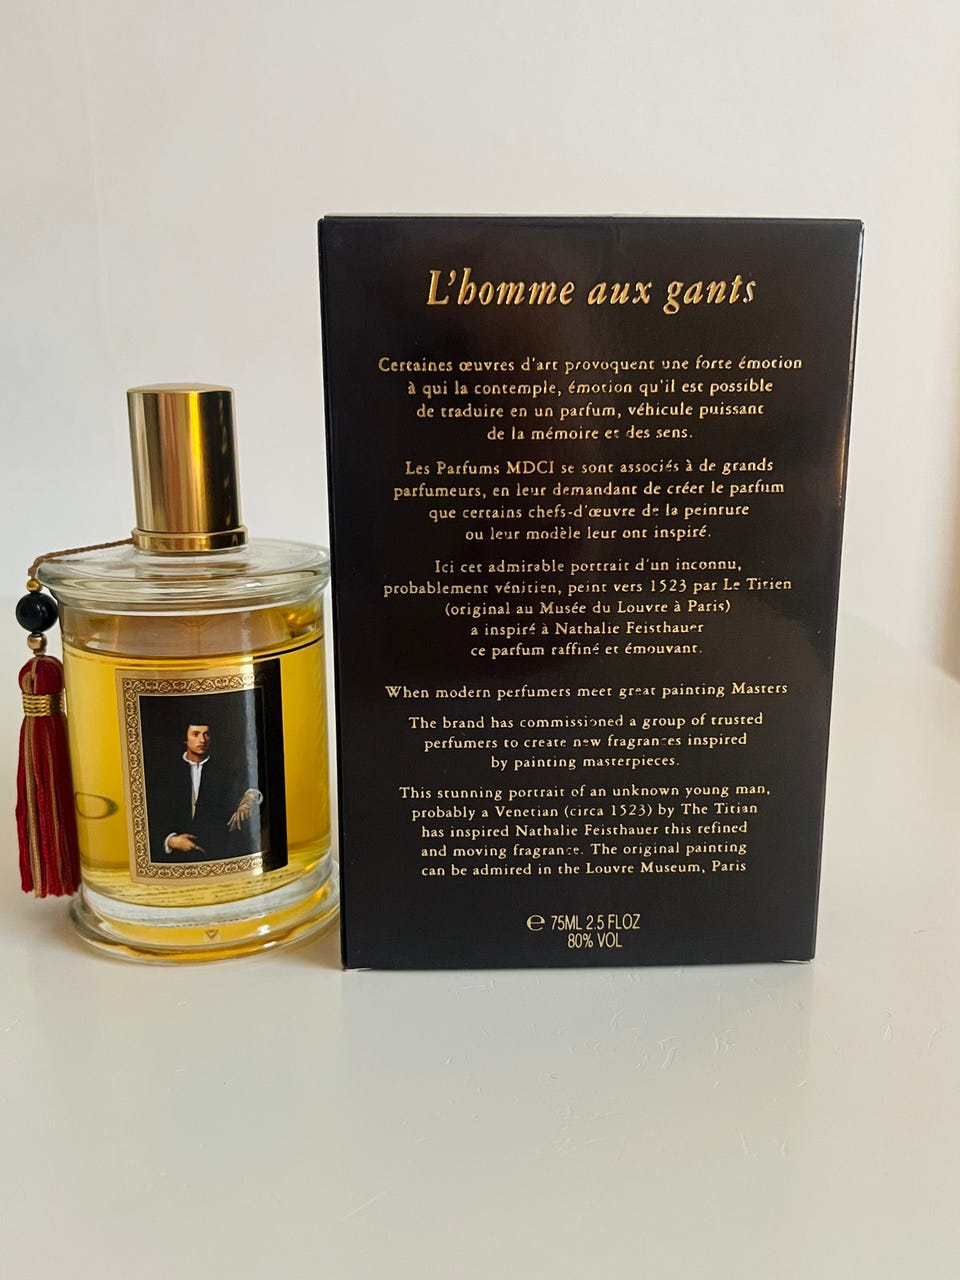 L'homme aux gants
Certaines œuvres d'art provoquent une forte émotion
à qui la contemple, émotion qu'il est possible
de traduire en un parfum, véhicule puissant
de la mémoire et des sens.
Les Parfums MDCI se sont associés à de grands
parfumeurs, en leur demandant de créer le parfum
que certains chefs-d'œuvre de la peinture
ou leur modèle leur ont inspiré.
Ici cet admirable portrait d'un inconnu,
probablement vénitien, peint vers 1523 par Le Titien
(original au Musée du Louvre à Paris)
a inspiré à Nathalie Feisthauer
ce parfum raffiné et émouvant.
When modern perfumers meet great painting Masters
The brand has commissioned a group of trusted
perfumers to create new fragrances inspired
by painting masterpieces.
This stunning portrait of an unknown young man,
probably a Venetian (circa 1523) by The Titian
has inspired Nathalie Feisthauer this refined
and moving fragrance. The original painting
can be admired in the Louvre Museum, Paris
℮ 75ML 2.5 FLOZ
80% VOL